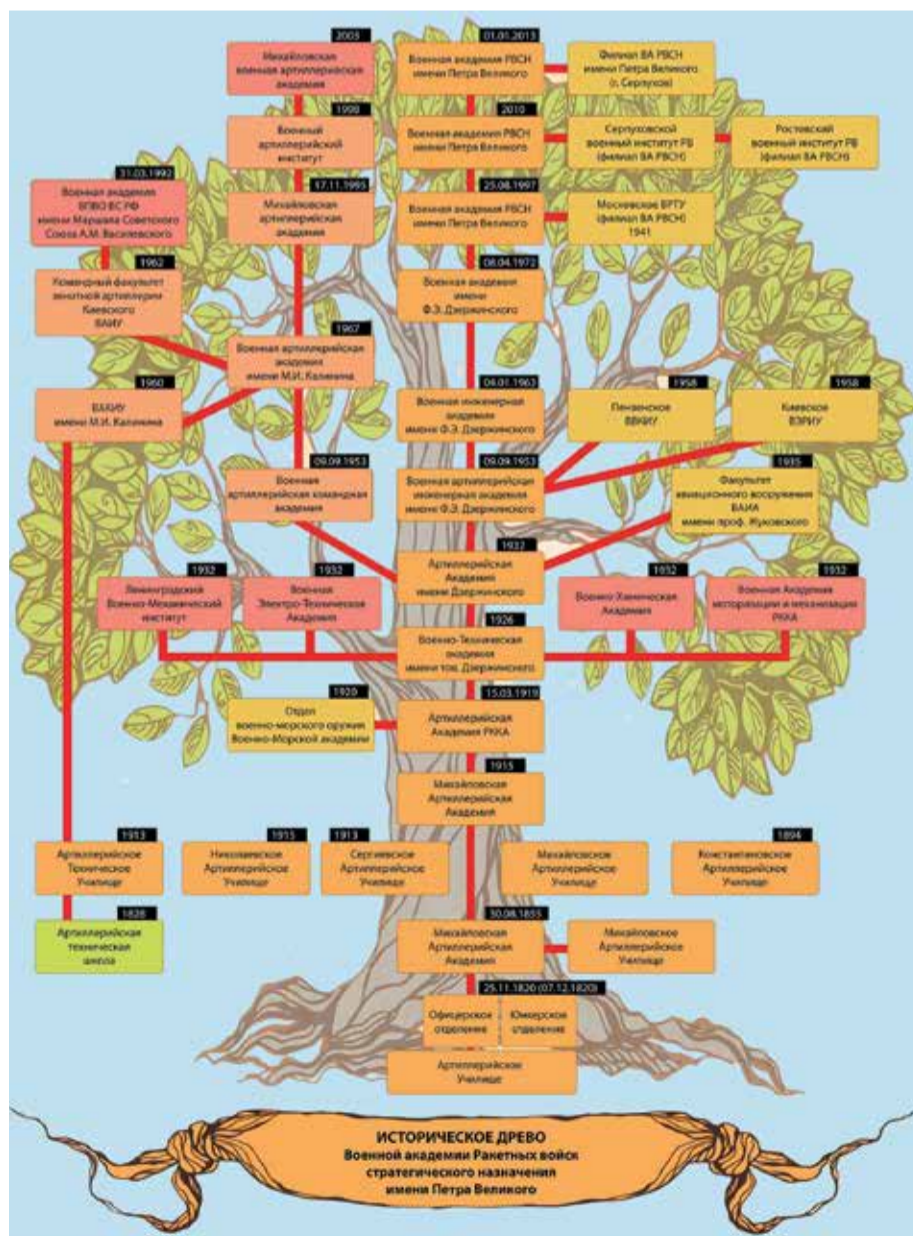 2003
Михайловская
военная артиллерийская
академия
01.01.2013
Военная академия РВСН
имени Петра Великого
Филиал ВА РВСН
имени Петра Великого
(г. Серпухов)
1998
Военный
артиллерийский
институт
2010
Военная академия РВСН
имени Петра Великого
Серпуховской
военный институт РВ
(филиал ВА РВСН)
Ростовский
военный институт РВ
(филиал ВА РВСН)
31.03.1992
Военная академия
ВПВО ВС РФ
имени Маршала Советского
Союза А.М. Василевского
17.11.1995
Михайловская
артиллерийская
академия
25.08.1997
Военная академия РВСН
имени Петра Великого
Московское ВРТУ
(филиал ВА РВСН)
1941
1962
Командный факультет
зенитной артиллерии
Киевского
ВАИУ
08.04.1972
Военная академия
имени
Ф.Э. Дзержинского
1967
Военная артиллерийская
академия
имени М.И. Калинина
1960
ВАКИУ
имени М.И. Калинина
04.01.1963
Военная инженерная
академия
имени Ф.Э. Дзержинского
1958
Пензенское
ВВКИУ
1958
Киевское
ВЗРИУ
09.09.1953
Военная
артиллерийская командная
академия
09.09.1953
Военная артиллерийская
инженерная академия
имени Ф.Э. Дзержинского
1935
Факультет
авиационного вооружения
ВАИА
имени проф. Жуковского
1937
Артиллерийская
Академия
имени Дзержинского
1932
Ленинградский
Военно-Механический
институт
1932
Военная
Электро-Техническая
Академия
1932
Военно-Химическая
Академия
1932
Военная Академия
моторизации и механизации
РККА
1926
Военно-Техническая
академия
имени тов. Дзержинского
1920
Отдел
военно-морского оружия
Военно-Морской академии
15.03.1919
Артиллерийская
Академия РККА
1915
Михайловская
Артиллерийская
Академия
1913
Артиллерийское
Техническое
Училище
1915
Николаевское
Артиллерийское
Училище
1913
Сергиевское
Артиллерийское
Училище
Михайловское
Артиллерийское
Училище
1894
Константиновское
Артиллерийское
Училище
1828
Артиллерийская
техническая
школа
30.08.1855
Михайловская
Артиллерийская
Академия
Михайловское
Артиллерийское
Училище
25.11.1820 (07.12.1820)
Офицерское
отделение
Юнкерское
отделение
Артиллерийское
Училище
ИСТОРИЧЕСКОЕ ДРЕВО
Военной академии Ракетных войск
стратегического назначения
имени Петра Великого